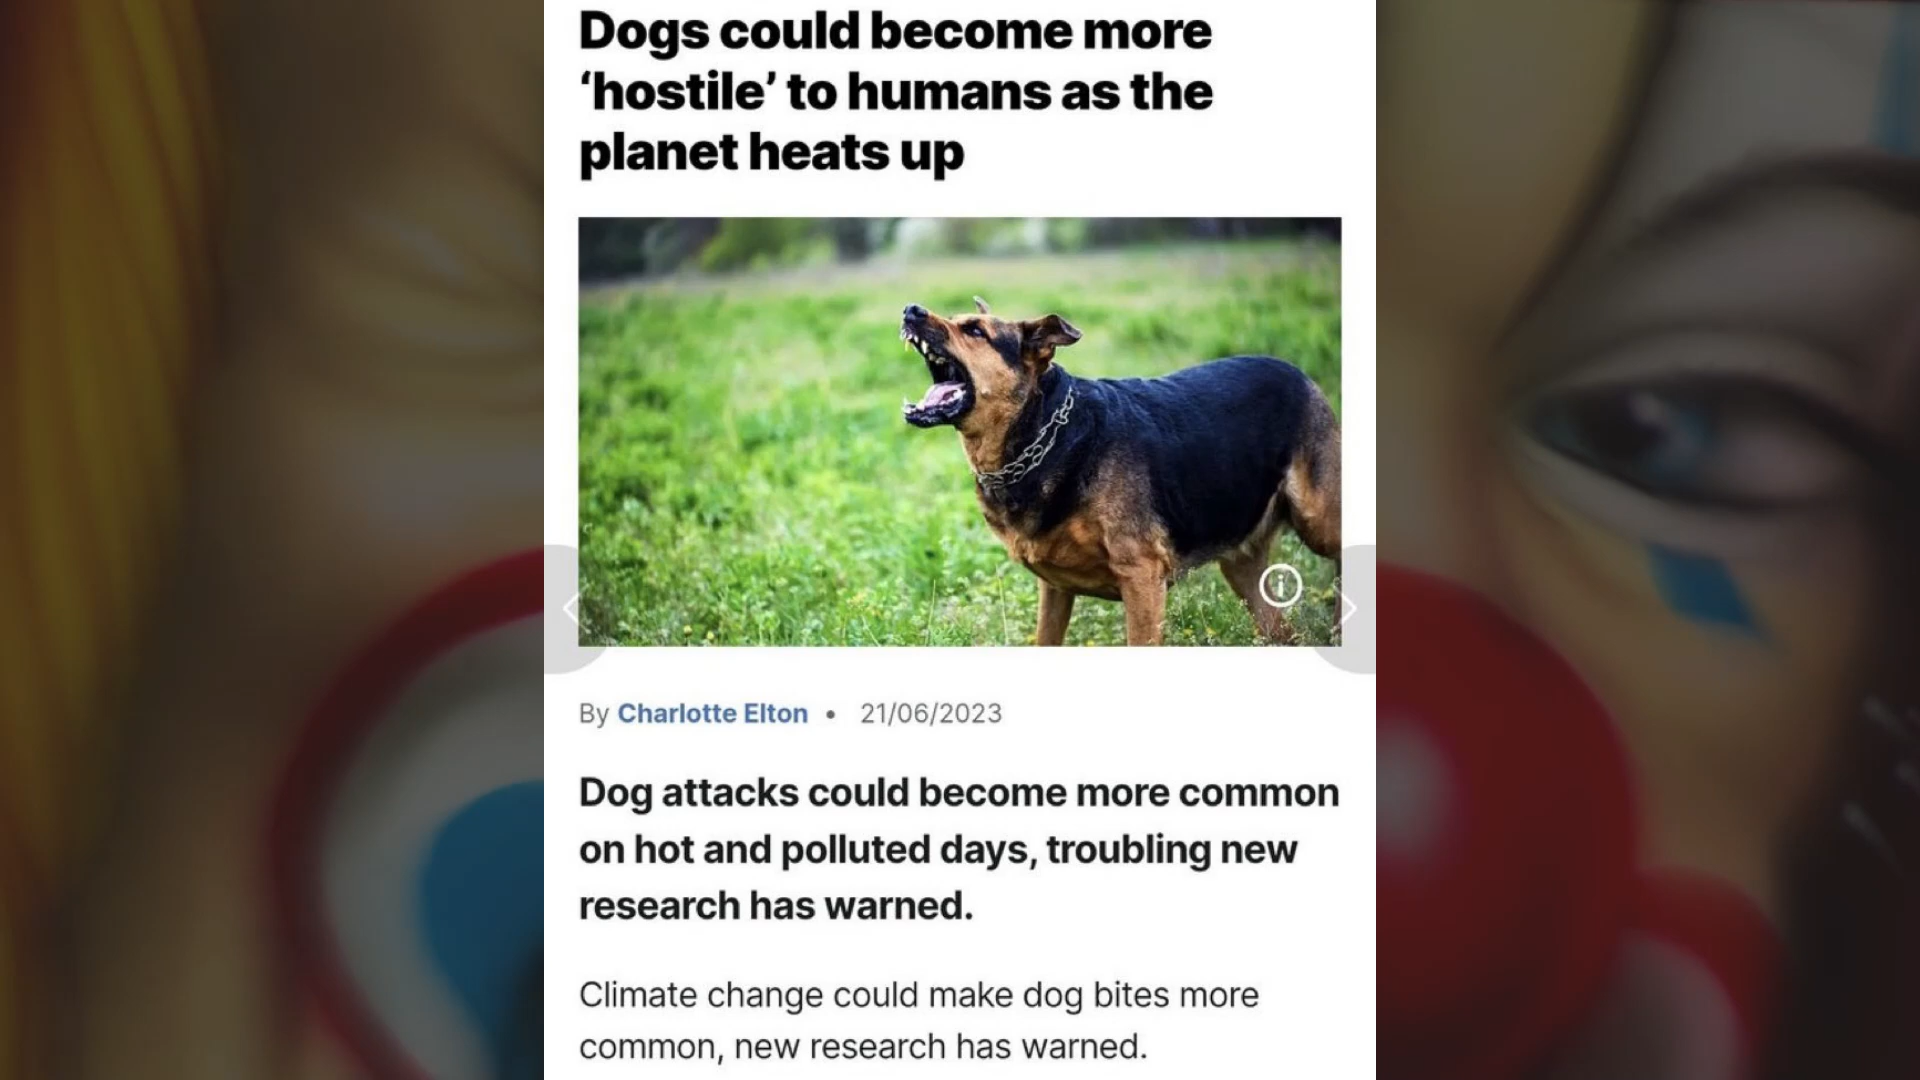 Dogs could become more
‘hostile’ to humans as the
planet heats up
By Charlotte Elton • 21/06/2023
Dog attacks could become more common
on hot and polluted days, troubling new
research has warned.
Climate change could make dog bites more
common, new research has warned.